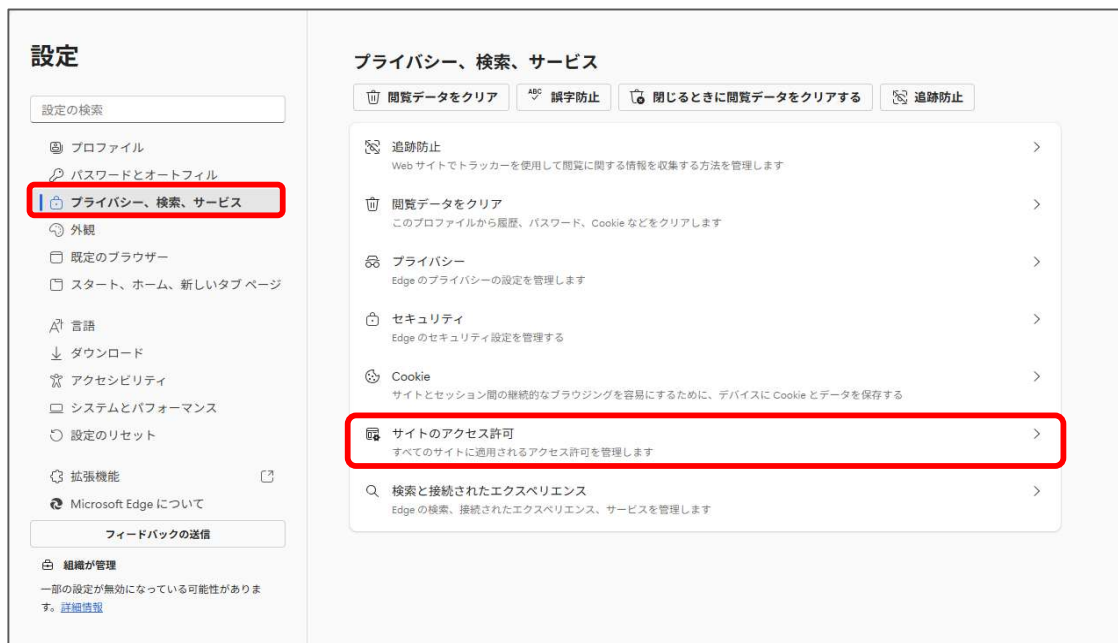 設定
設定の検索
プロファイル
パスワードとオートフィル
プライバシー、検索、サービス
外観
既定のブラウザー
スタート、ホーム、新しいタブ ページ
言語
ダウンロード
アクセシビリティ
システムとパフォーマンス
設定のリセット
拡張機能
Microsoft Edge について
フィードバックの送信
組織が管理
一部の設定が無効になっている可能性がありま
す。詳細情報
プライバシー、検索、サービス
閲覧データをクリア
ABC 誤字防止
閉じるときに閲覧データをクリアする
追跡防止
追跡防止
Web サイトでトラッカーを使用して閲覧に関する情報を収集する方法を管理します
閲覧データをクリア
このプロファイルから履歴、パスワード、Cookie などをクリアします
プライバシー
Edge のプライバシーの設定を管理します
セキュリティ
Edge のセキュリティ設定を管理する
Cookie
サイトとセッション間の継続的なブラウジングを容易にするために、デバイスに Cookie とデータを保存する
サイトのアクセス許可
すべてのサイトに適用されるアクセス許可を管理します
検索と接続されたエクスペリエンス
Edge の検索、接続されたエクスペリエンス、サービスを管理します